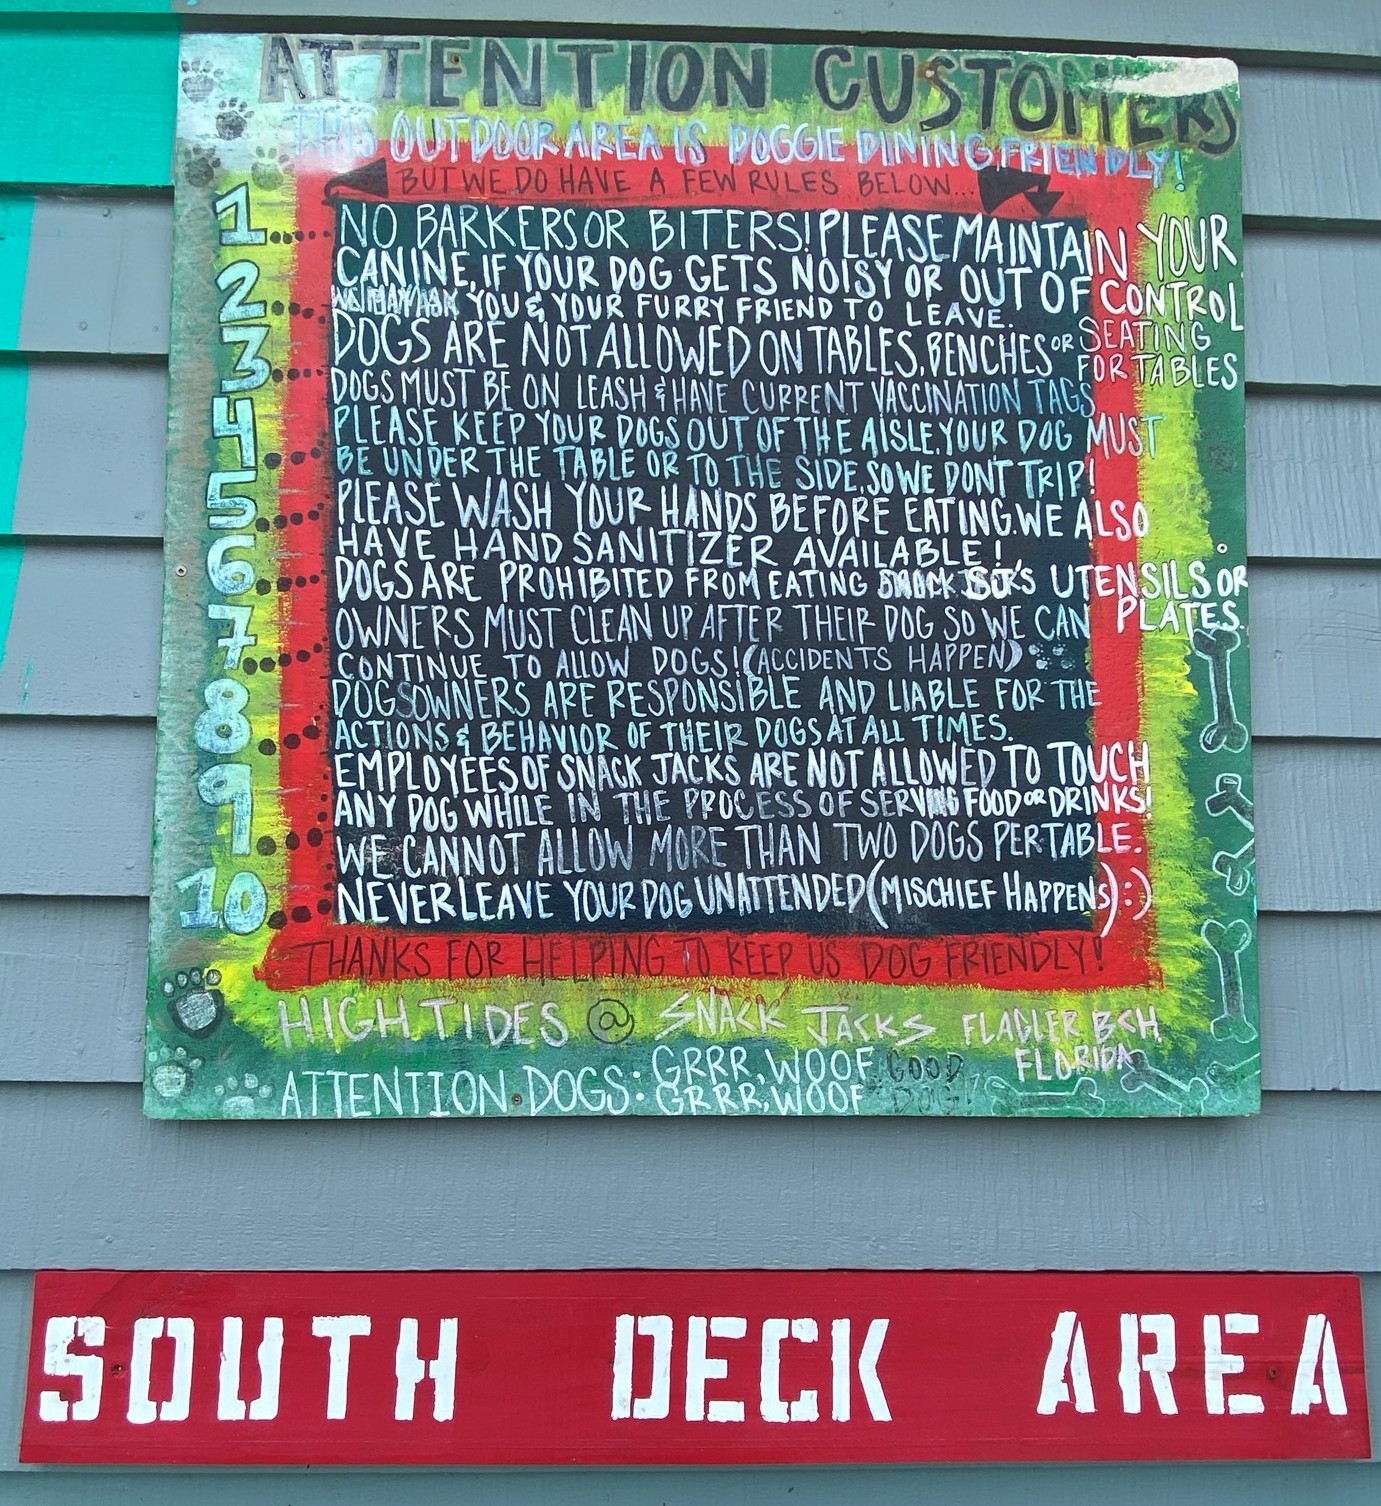 ATTENTION CUSTOMERS
THIS OUTDOOR AREA IS DOGGIE DINING FRIENDLY!
BUT WE DO HAVE A FEW RULES BELOW...
1 NO BARKERS OR BITERS! PLEASE MAINTAIN YOUR
CANINE, IF YOUR DOG GETS NOISY OR OUT OF CONTROL
WE MAY ASK YOU & YOUR FURRY FRIEND TO LEAVE.
2 DOGS ARE NOT ALLOWED ON TABLES, BENCHES OR SEATING FOR TABLES
3 DOGS MUST BE ON LEASH & HAVE CURRENT VACCINATION TAGS
4 PLEASE KEEP YOUR DOGS OUT OF THE AISLE, YOUR DOG MUST
BE UNDER THE TABLE OR TO THE SIDE, SO WE DON'T TRIP!
5 PLEASE WASH YOUR HANDS BEFORE EATING. WE ALSO
HAVE HAND SANITIZER AVAILABLE!
6 DOGS ARE PROHIBITED FROM EATING SNACK JACK'S UTENSILS OR
PLATES.
7 OWNERS MUST CLEAN UP AFTER THEIR DOG SO WE CAN
CONTINUE TO ALLOW DOGS! (ACCIDENTS HAPPEN)
8 DOGS OWNERS ARE RESPONSIBLE AND LIABLE FOR THE
ACTIONS & BEHAVIOR OF THEIR DOGS AT ALL TIMES.
9 EMPLOYEES OF SNACK JACKS ARE NOT ALLOWED TO TOUCH
ANY DOG WHILE IN THE PROCESS OF SERVING FOOD OR DRINKS!
WE CANNOT ALLOW MORE THAN TWO DOGS PER TABLE.
10 NEVER LEAVE YOUR DOG UNATTENDED (MISCHIEF HAPPENS) :)
THANKS FOR HELPING TO KEEP US DOG FRIENDLY!
HIGH TIDES @ SNACK JACKS FLAGLER BCH,
FLORIDA
ATTENTION DOGS: GRRR, WOOF GOOD
GRRR, WOOF DOG!
SOUTH DECK AREA